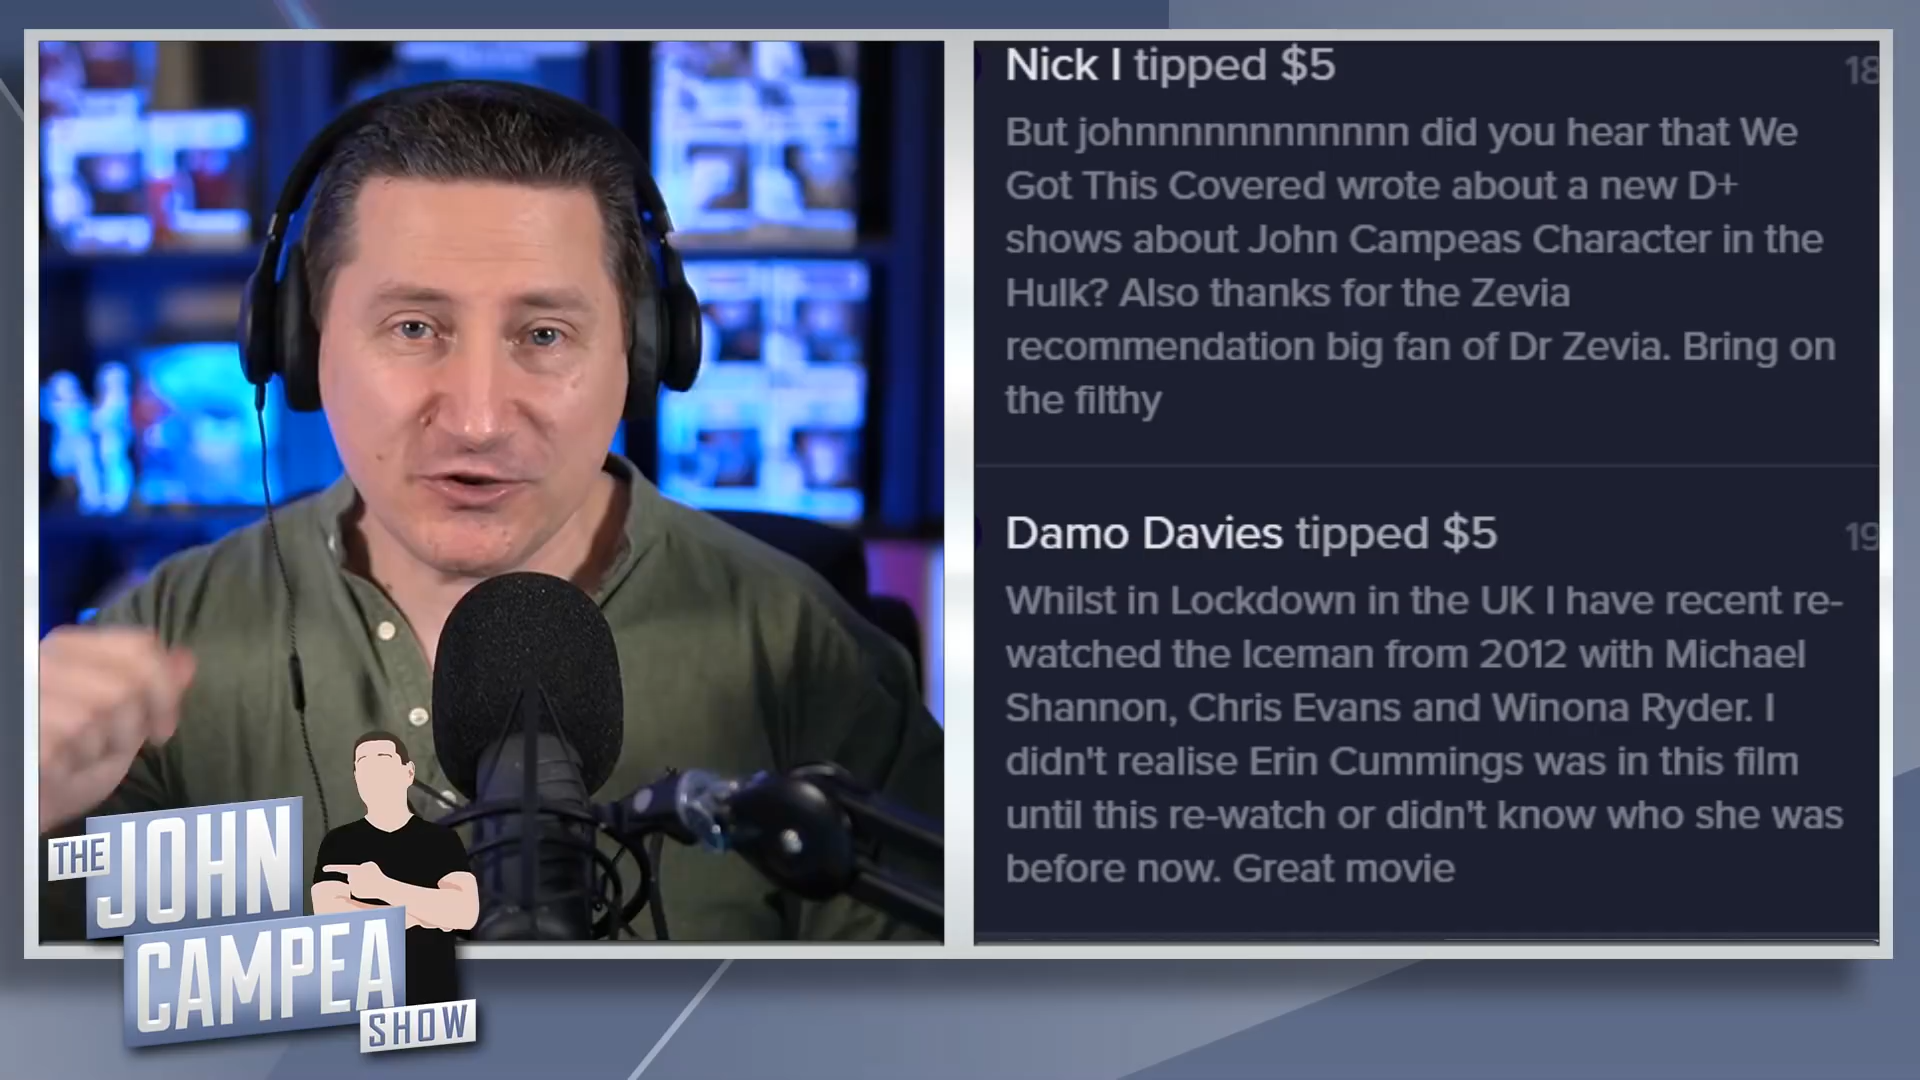 Nick I tipped $5
18
But johnnnnnnnnnnnnn did you hear that We
Got This Covered wrote about a new D+
shows about John Campeas Character in the
Hulk? Also thanks for the Zevia
recommendation big fan of Dr Zevia. Bring on
the filthy
Damo Davies tipped $5
19
Whilst in Lockdown in the UK I have recent re-
watched the Iceman from 2012 with Michael
Shannon, Chris Evans and Winona Ryder. I
didn't realise Erin Cummings was in this film
until this re-watch or didn't know who she was
before now. Great movie
THE
JOHN
CAMPEA
SHOW